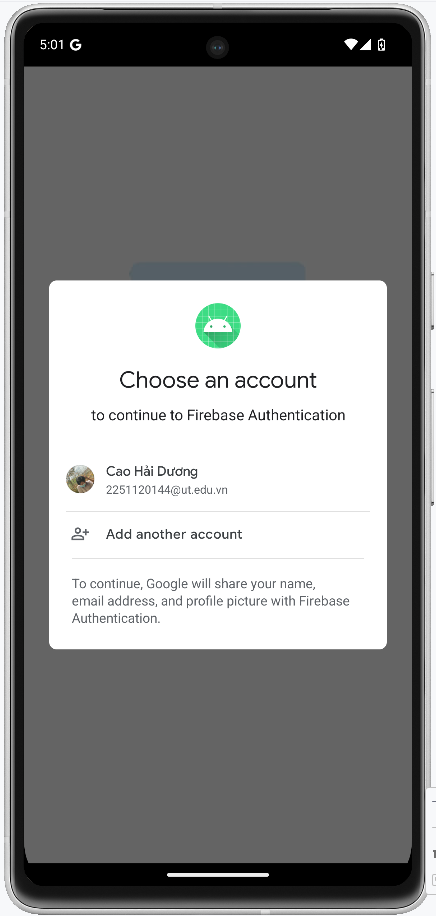 5:01 G
Choose an account
to continue to Firebase Authentication
Cao Hải Dương
2251120144@ut.edu.vn
Add another account
To continue, Google will share your name,
email address, and profile picture with Firebase
Authentication.